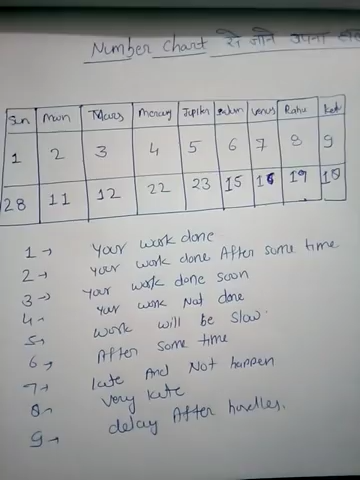 Number Chart से जाने अपना हाल
Sun Moon Mars Mercury Jupiter Saturn Venus Rahu Ketu
1 2 3 4 5 6 7 8 9
28 11 12 22 23 15 16 19 18
1 → Your work done
2 → Your work done After some time
3 → Your work done soon
4 → Your work Not done
5 → work will be slow.
6 → After some time
7 → late And Not happen
8 → very late
9 → delay After hurdles.